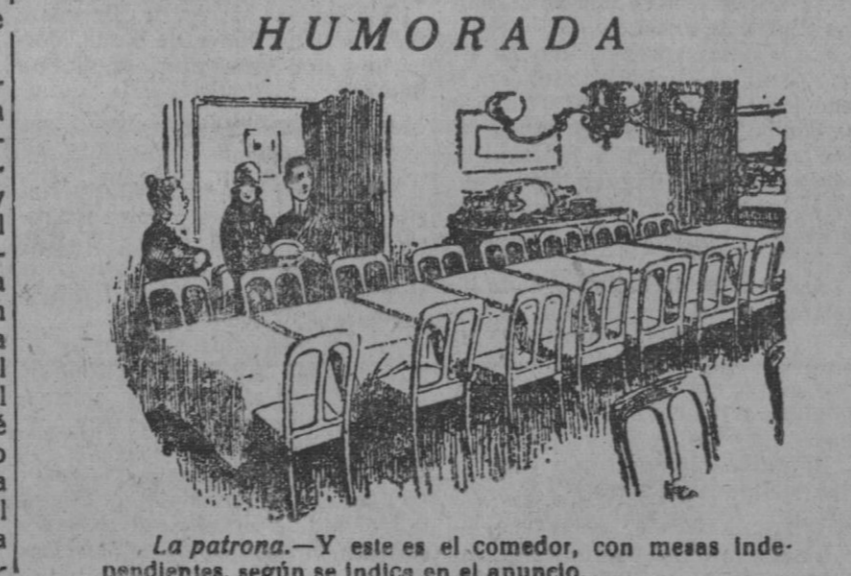 HUMORADA
La patrona.—Y este es el comedor, con mesas inde-
pendientes, según se indica en el anuncio